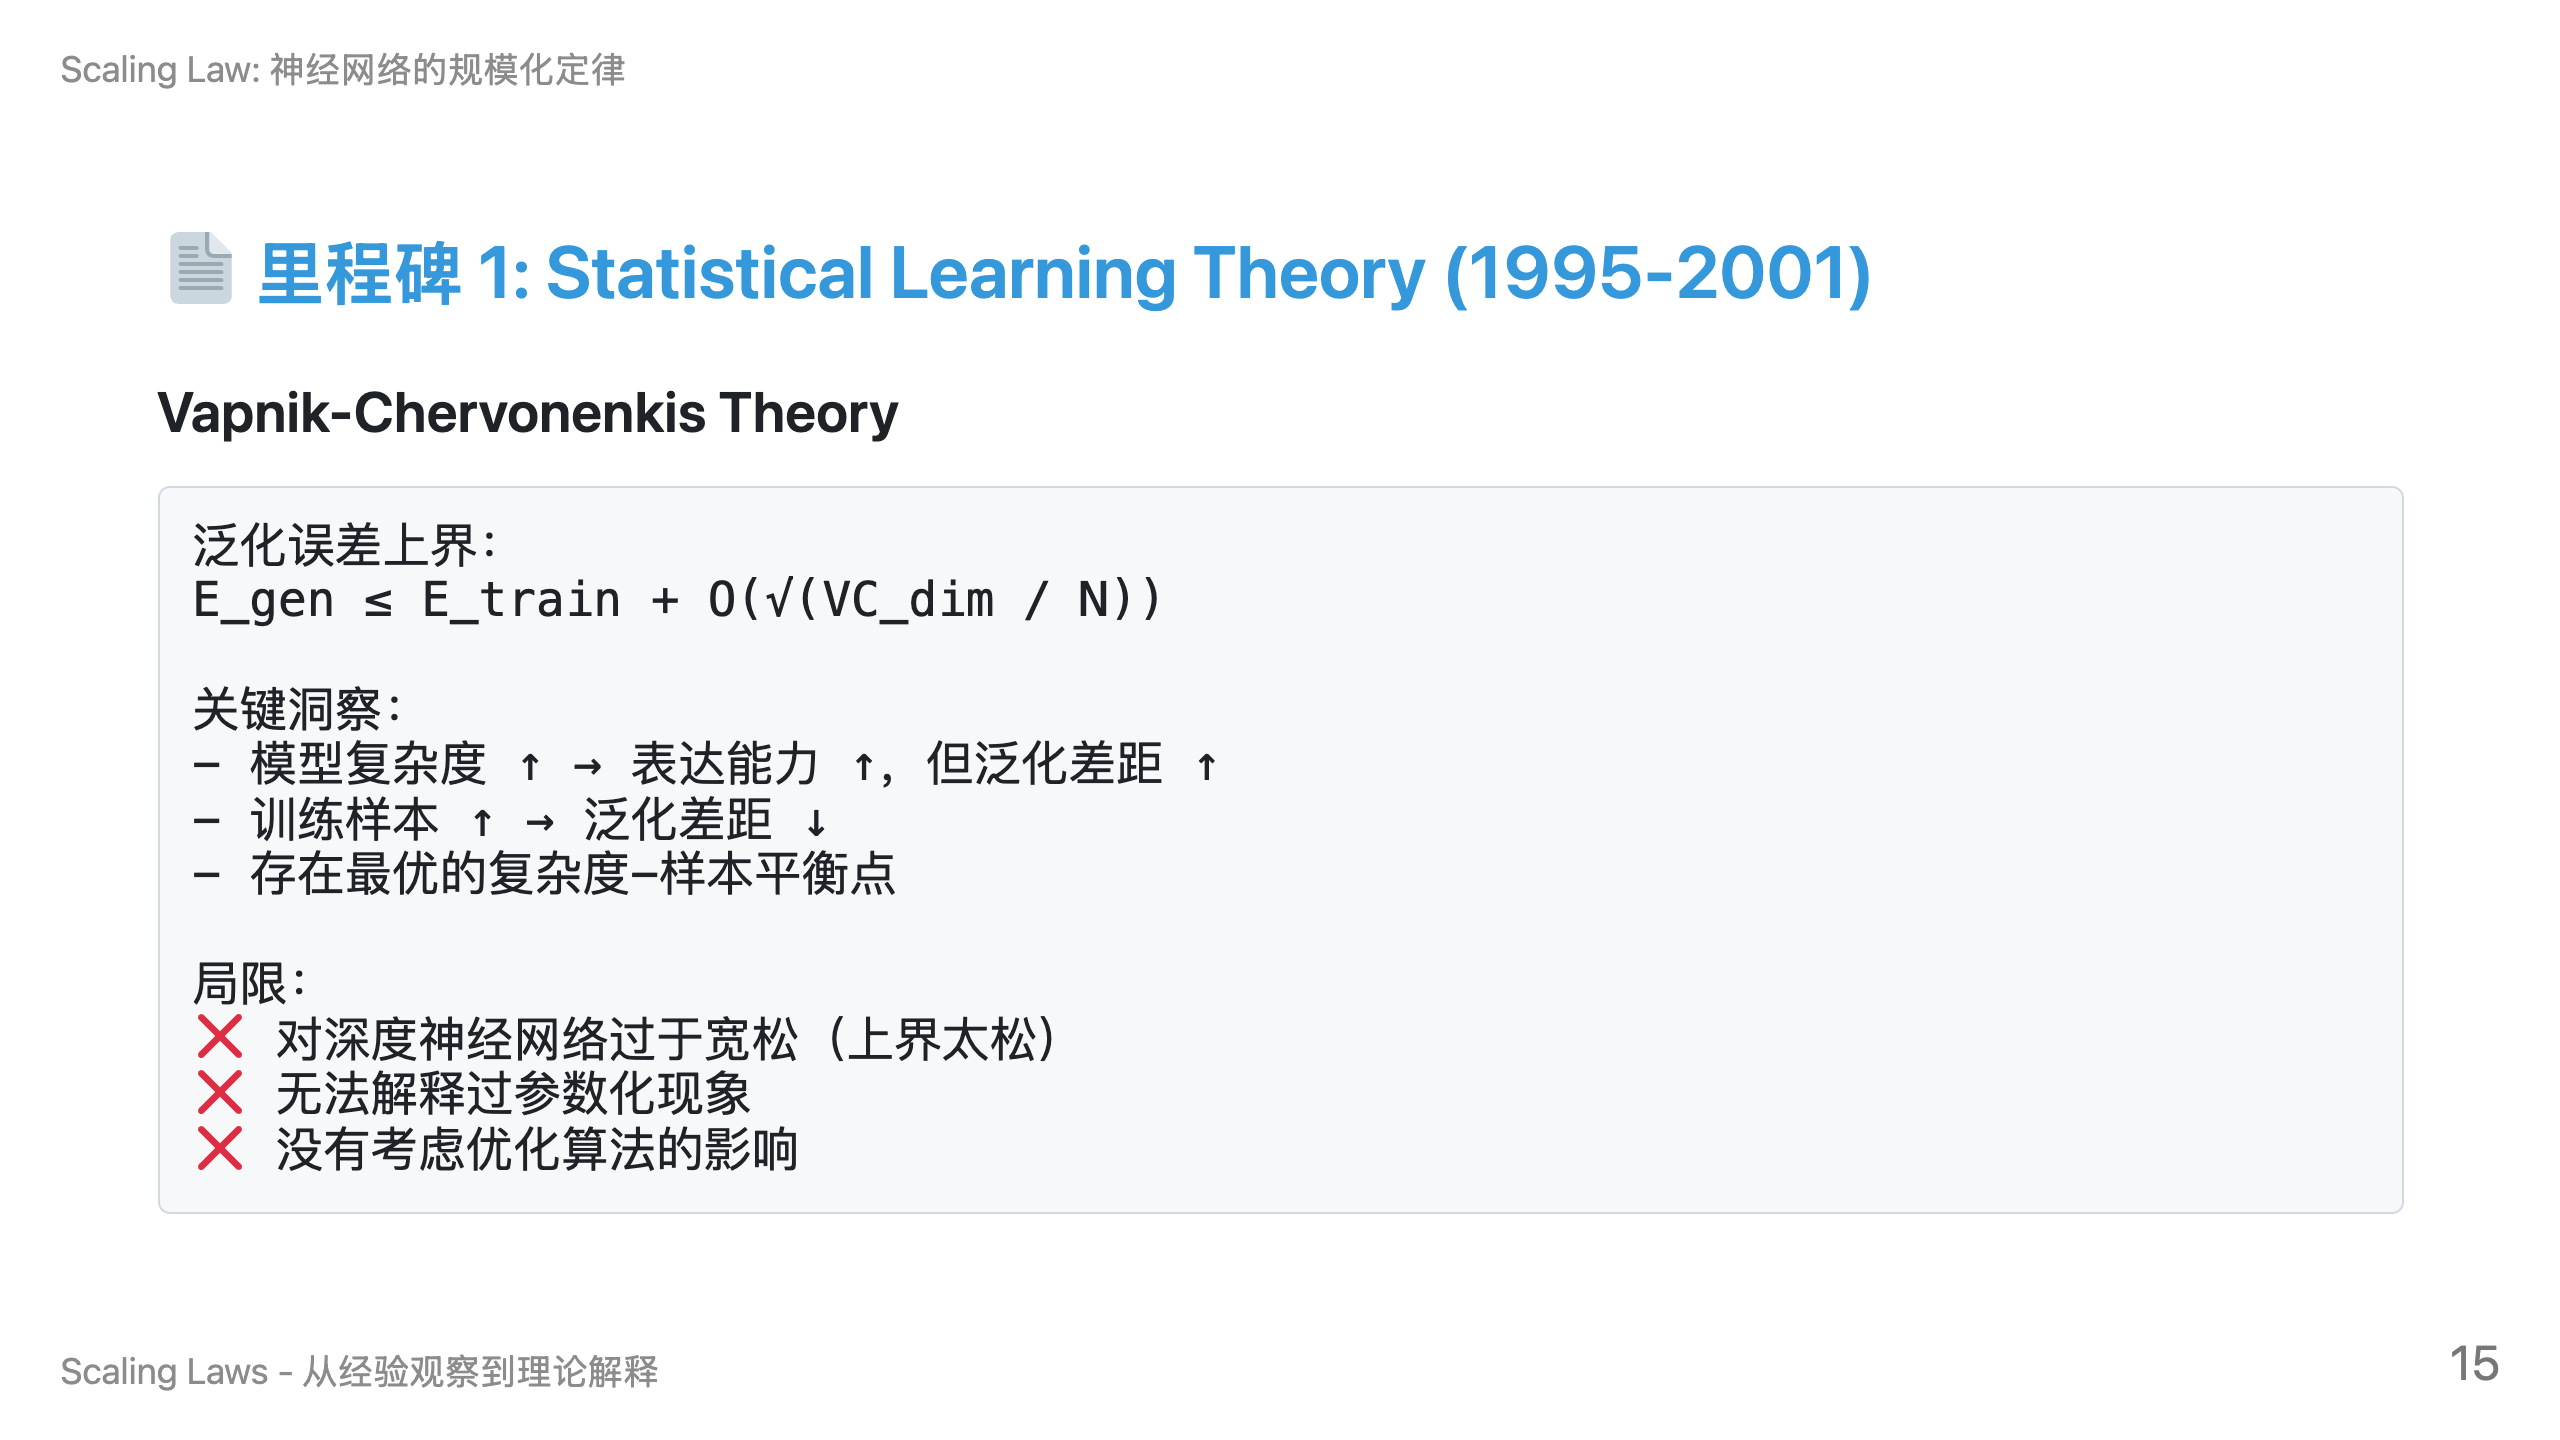 Scaling Law: 神经网络的规模化定律
里程碑 1: Statistical Learning Theory (1995-2001)
Vapnik-Chervonenkis Theory
泛化误差上界：
E_gen ≤ E_train + O(√(VC_dim / N))
关键洞察：
- 模型复杂度 ↑ → 表达能力 ↑，但泛化差距 ↑
- 训练样本 ↑ → 泛化差距 ↓
- 存在最优的复杂度-样本平衡点
局限：
❌ 对深度神经网络过于宽松（上界太松）
❌ 无法解释过参数化现象
❌ 没有考虑优化算法的影响
Scaling Laws - 从经验观察到理论解释
15